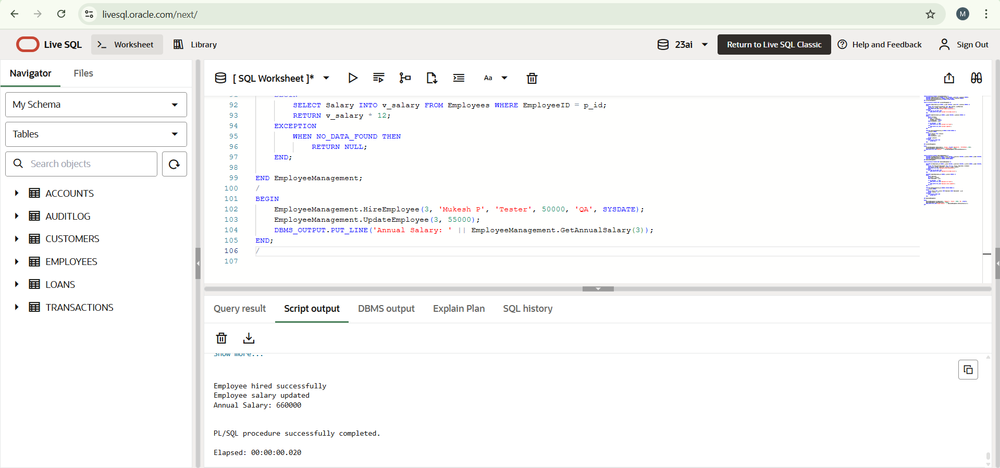 livesql.oracle.com/next/
M
Live SQL
>_ Worksheet
Library
23ai
Return to Live SQL Classic
Help and Feedback
Sign Out
Navigator
Files
My Schema
Tables
Search objects
ACCOUNTS
AUDITLOG
CUSTOMERS
EMPLOYEES
LOANS
TRANSACTIONS
[ SQL Worksheet ]*
Aa
91 BEGIN
92 SELECT Salary INTO v_salary FROM Employees WHERE EmployeeID = p_id;
93 RETURN v_salary * 12;
94 EXCEPTION
95 WHEN NO_DATA_FOUND THEN
96 RETURN NULL;
97 END;
98
99 END EmployeeManagement;
100 /
101 BEGIN
102 EmployeeManagement.HireEmployee(3, 'Mukesh P', 'Tester', 50000, 'QA', SYSDATE);
103 EmployeeManagement.UpdateEmployee(3, 55000);
104 DBMS_OUTPUT.PUT_LINE('Annual Salary: ' || EmployeeManagement.GetAnnualSalary(3));
105 END;
106 /
107
Query result
Script output
DBMS output
Explain Plan
SQL history
Show more...
Employee hired successfully
Employee salary updated
Annual Salary: 660000
PL/SQL procedure successfully completed.
Elapsed: 00:00:00.020